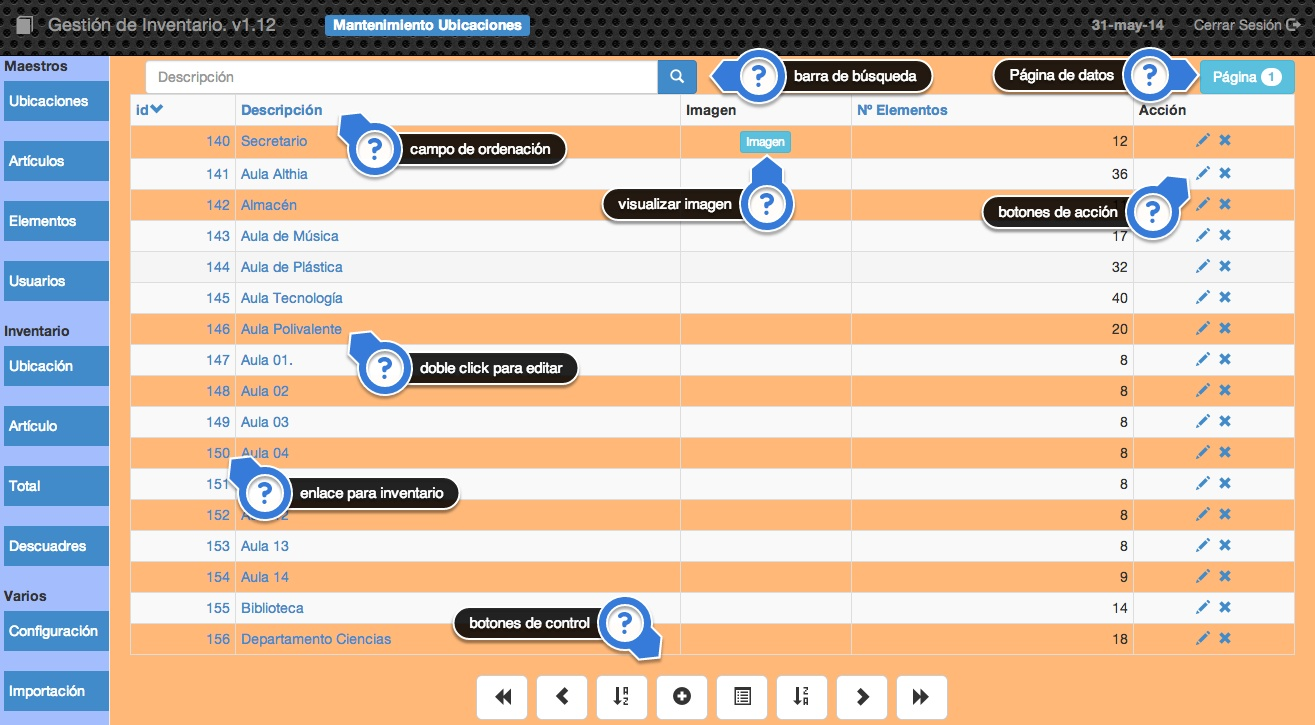 Gestión de Inventario. v1.12
Mantenimiento Ubicaciones
31-may-14
Cerrar Sesión
Maestros
Ubicaciones
Artículos
Elementos
Usuarios
Inventario
Ubicación
Artículo
Total
Descuadres
Varios
Configuración
Importación
Descripción
? barra de búsqueda
Página de datos ?
Página 1
id Descripción Imagen Nº Elementos Acción
140 Secretario Imagen 12
? campo de ordenación
141 Aula Althia 36
142 Almacén
visualizar imagen ?
botones de acción ?
143 Aula de Música 17
144 Aula de Plástica 32
145 Aula Tecnología 40
146 Aula Polivalente 20
147 Aula 01. 8
? doble click para editar
148 Aula 02 8
149 Aula 03 8
150 Aula 04 8
151 8
? enlace para inventario
152 8
153 Aula 13 8
154 Aula 14 9
155 Biblioteca 14
botones de control ?
156 Departamento Ciencias 18